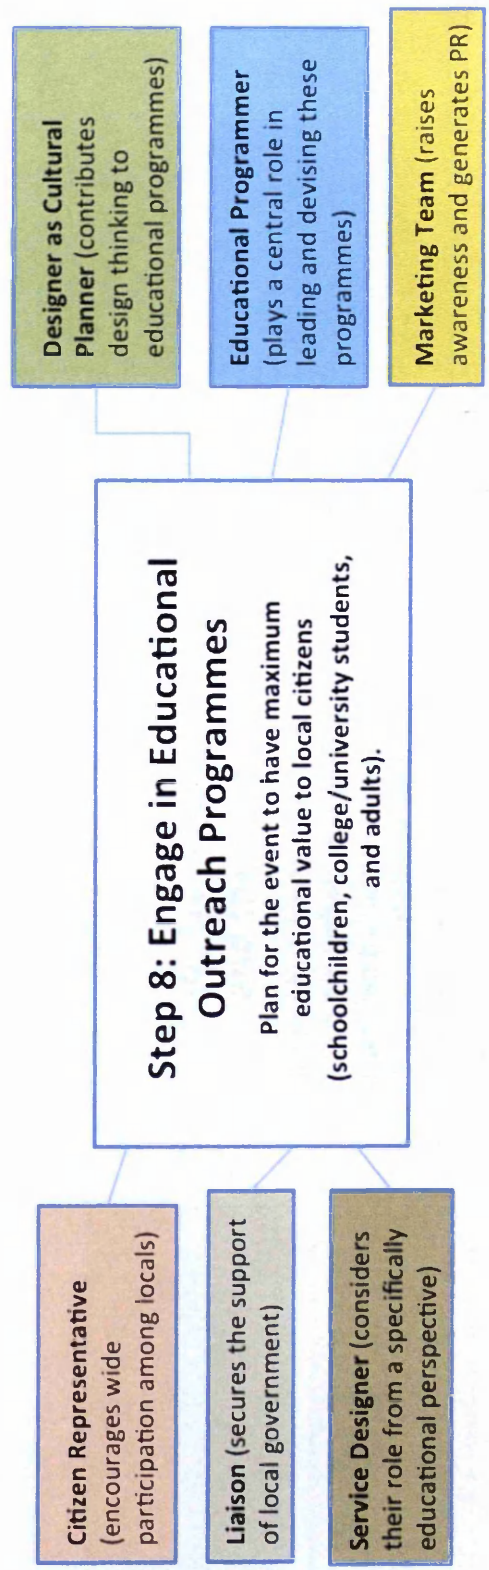 Citizen Representative
(encourages wide
participation among locals)
Liaison (secures the support
of local government)
Service Designer (considers
their role from a specifically
educational perspective)
Step 8: Engage in Educational
Outreach Programmes
Plan for the event to have maximum
educational value to local citizens
(schoolchildren, college/university students,
and adults).
Designer as Cultural
Planner (contributes
design thinking to
educational programmes)
Educational Programmer
(plays a central role in
leading and devising these
programmes)
Marketing Team (raises
awareness and generates PR)